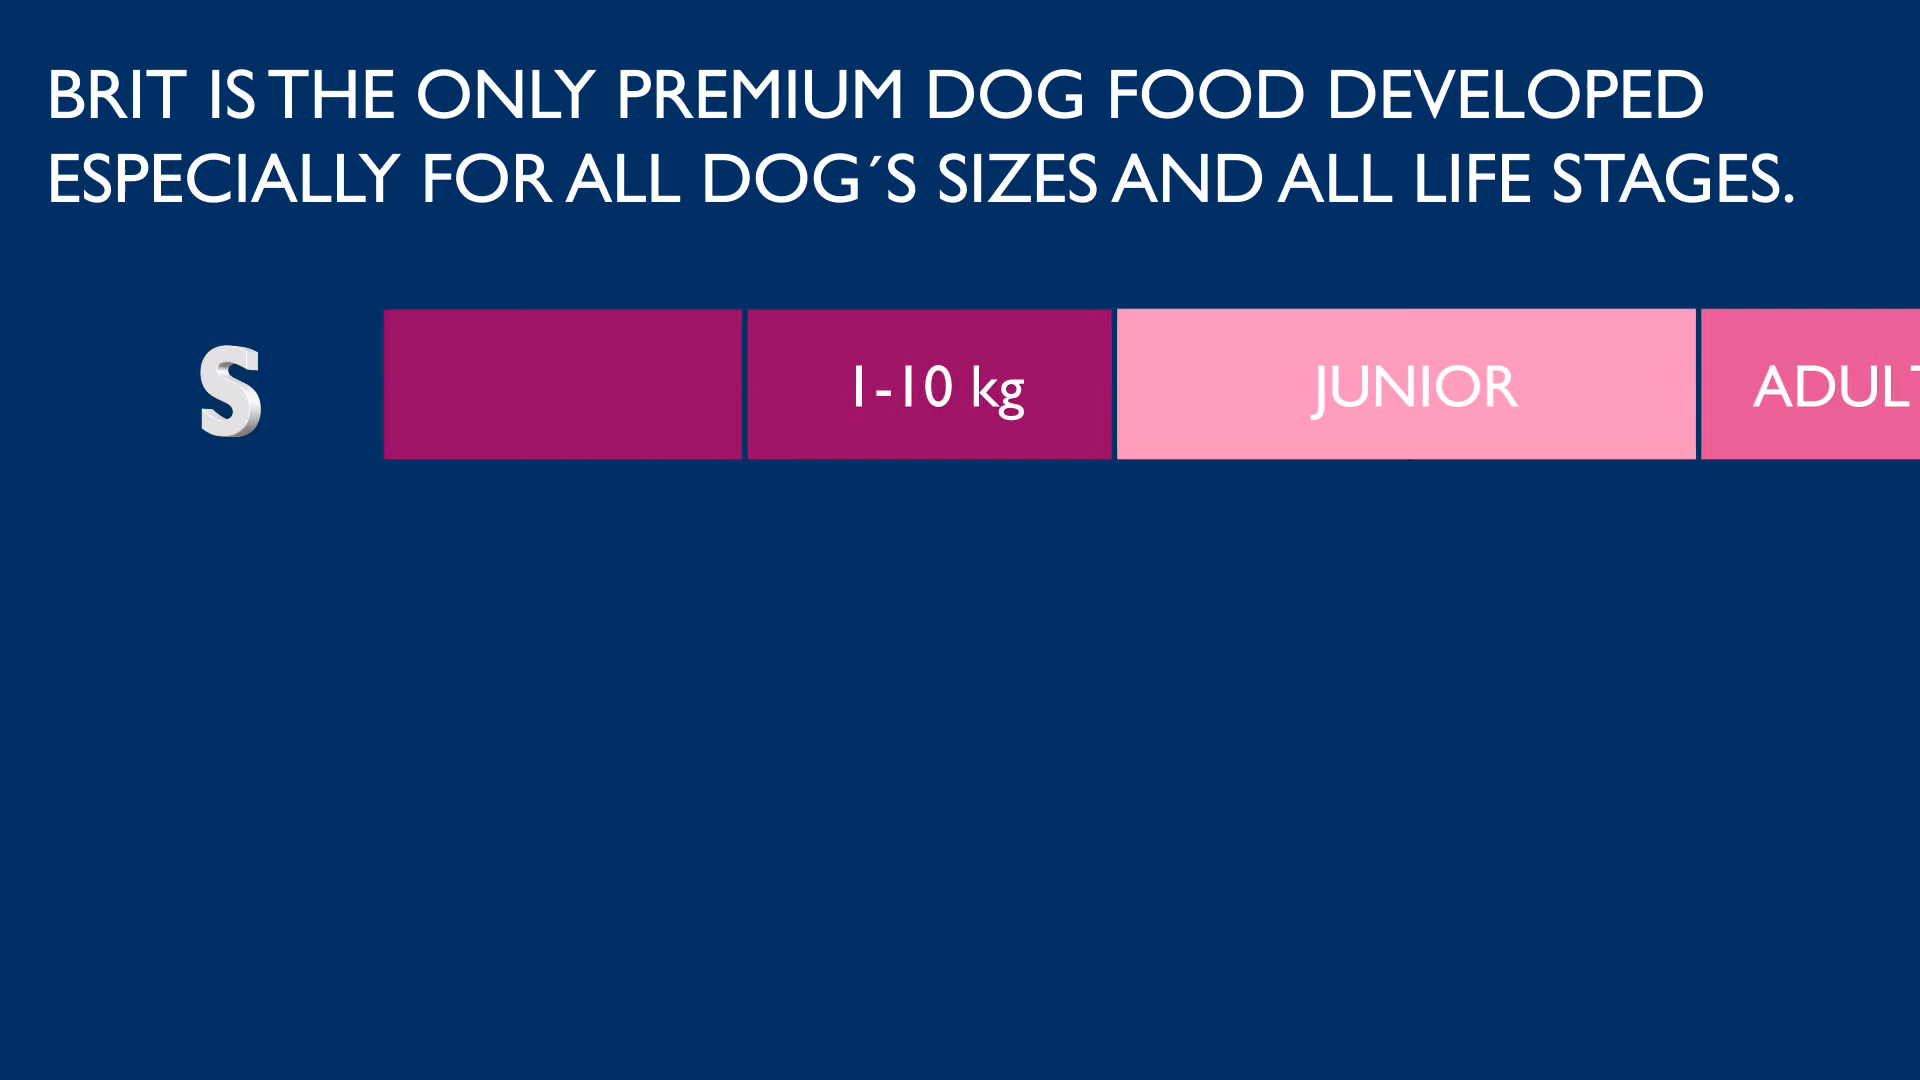 BRIT IS THE ONLY PREMIUM DOG FOOD DEVELOPED
ESPECIALLY FOR ALL DOG´S SIZES AND ALL LIFE STAGES.
S 1-10 kg JUNIOR ADULT